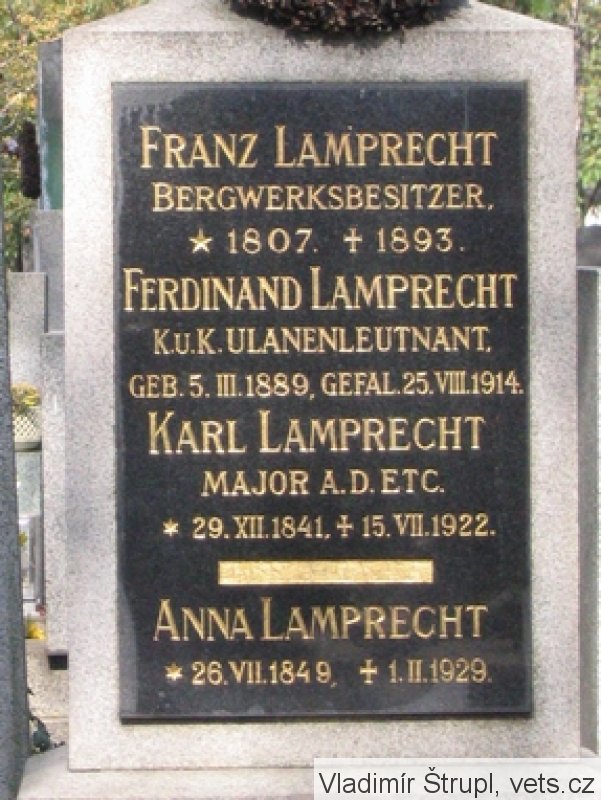 FRANZ LAMPRECHT
BERGWERKSBESITZER,
* 1807. ✝ 1893.
FERDINAND LAMPRECHT
K.u.K. ULANENLEUTNANT,
GEB. 5. III. 1889, GEFAL. 25. VIII. 1914.
KARL LAMPRECHT
MAJOR A.D. ETC.
* 29. XII. 1841, ✝ 15. VII. 1922.
ANNA LAMPRECHT
* 26. VII. 1849, ✝ 1. II. 1929.
Vladimír Štrupl, vets.cz